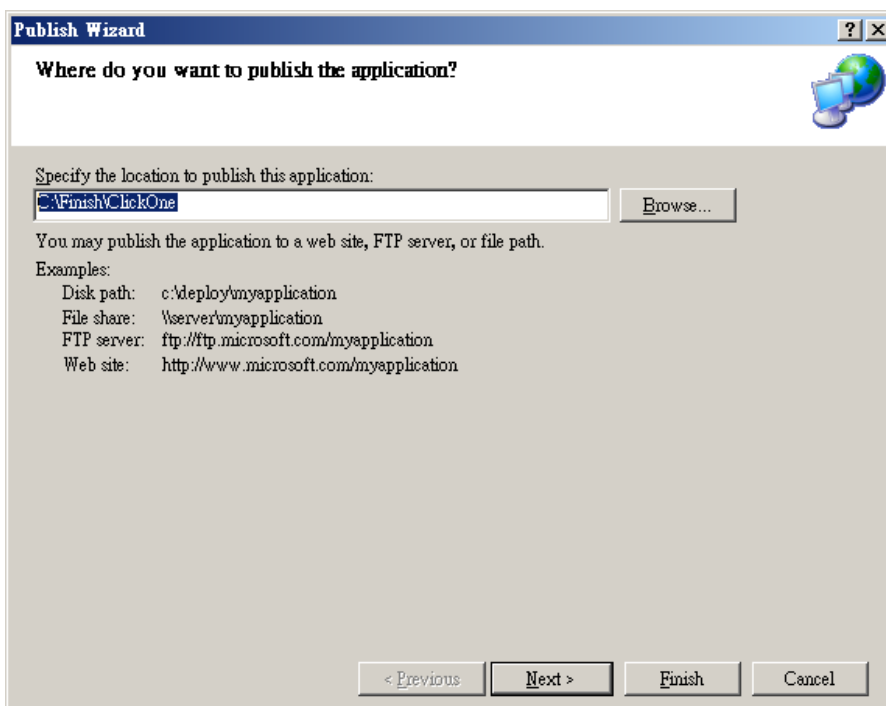 Publish Wizard
Where do you want to publish the application?
Specify the location to publish this application:
C:\Finish\ClickOne
Browse...
You may publish the application to a web site, FTP server, or file path.
Examples:
Disk path: c:\deploy\myapplication
File share: \\server\myapplication
FTP server: ftp://ftp.microsoft.com/myapplication
Web site: http://www.microsoft.com/myapplication
< Previous Next > Finish Cancel